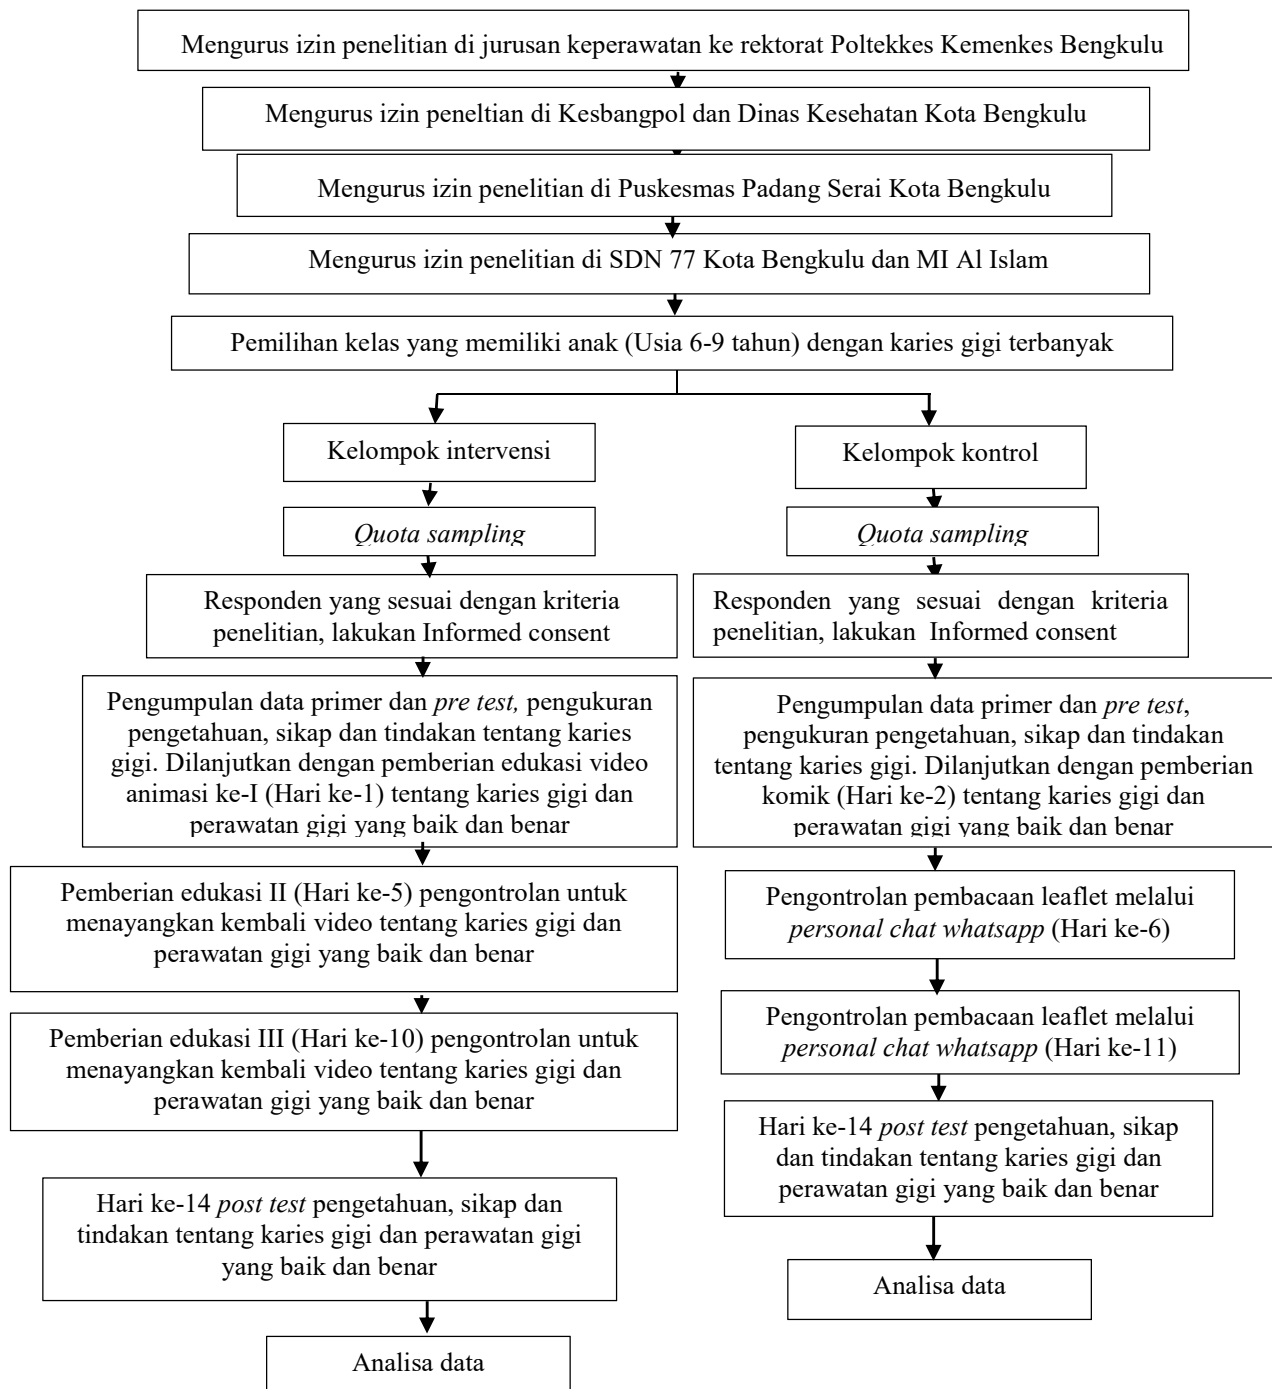 Mengurus izin penelitian di jurusan keperawatan ke rektorat Poltekkes Kemenkes Bengkulu
Mengurus izin peneltian di Kesbangpol dan Dinas Kesehatan Kota Bengkulu
Mengurus izin penelitian di Puskesmas Padang Serai Kota Bengkulu
Mengurus izin penelitian di SDN 77 Kota Bengkulu dan MI Al Islam
Pemilihan kelas yang memiliki anak (Usia 6-9 tahun) dengan karies gigi terbanyak
Kelompok intervensi
Quota sampling
Responden yang sesuai dengan kriteria
penelitian, lakukan Informed consent
Pengumpulan data primer dan pre test, pengukuran
pengetahuan, sikap dan tindakan tentang karies
gigi. Dilanjutkan dengan pemberian edukasi video
animasi ke-I (Hari ke-1) tentang karies gigi dan
perawatan gigi yang baik dan benar
Pemberian edukasi II (Hari ke-5) pengontrolan untuk
menayangkan kembali video tentang karies gigi dan
perawatan gigi yang baik dan benar
Pemberian edukasi III (Hari ke-10) pengontrolan untuk
menayangkan kembali video tentang karies gigi dan
perawatan gigi yang baik dan benar
Hari ke-14 post test pengetahuan, sikap dan
tindakan tentang karies gigi dan perawatan gigi
yang baik dan benar
Analisa data
Kelompok kontrol
Quota sampling
Responden yang sesuai dengan kriteria
penelitian, lakukan Informed consent
Pengumpulan data primer dan pre test,
pengukuran pengetahuan, sikap dan tindakan
tentang karies gigi. Dilanjutkan dengan pemberian
komik (Hari ke-2) tentang karies gigi dan
perawatan gigi yang baik dan benar
Pengontrolan pembacaan leaflet melalui
personal chat whatsapp (Hari ke-6)
Pengontrolan pembacaan leaflet melalui
personal chat whatsapp (Hari ke-11)
Hari ke-14 post test pengetahuan, sikap
dan tindakan tentang karies gigi dan
perawatan gigi yang baik dan benar
Analisa data